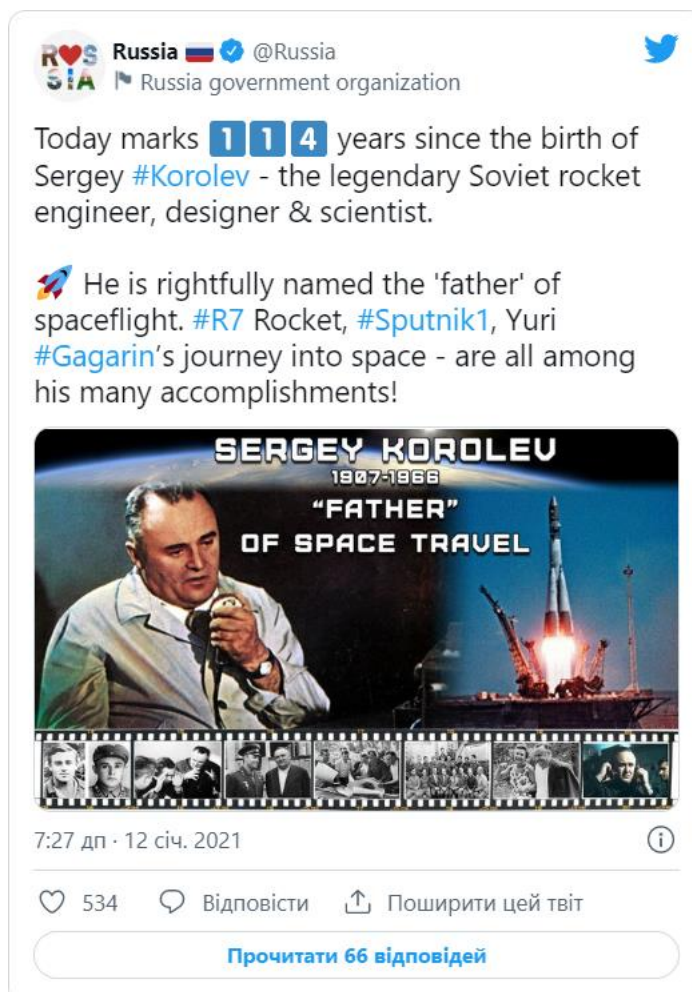 Russia 🇷🇺 @Russia
Russia government organization
Today marks 1️⃣1️⃣4️⃣ years since the birth of
Sergey #Korolev - the legendary Soviet rocket
engineer, designer & scientist.
🚀 He is rightfully named the 'father' of
spaceflight. #R7 Rocket, #Sputnik1, Yuri
#Gagarin's journey into space - are all among
his many accomplishments!
SERGEY KOROLEV
1907-1966
“FATHER”
OF SPACE TRAVEL
7:27 дп · 12 січ. 2021
534 Відповісти Поширити цей твіт
Прочитати 66 відповідей